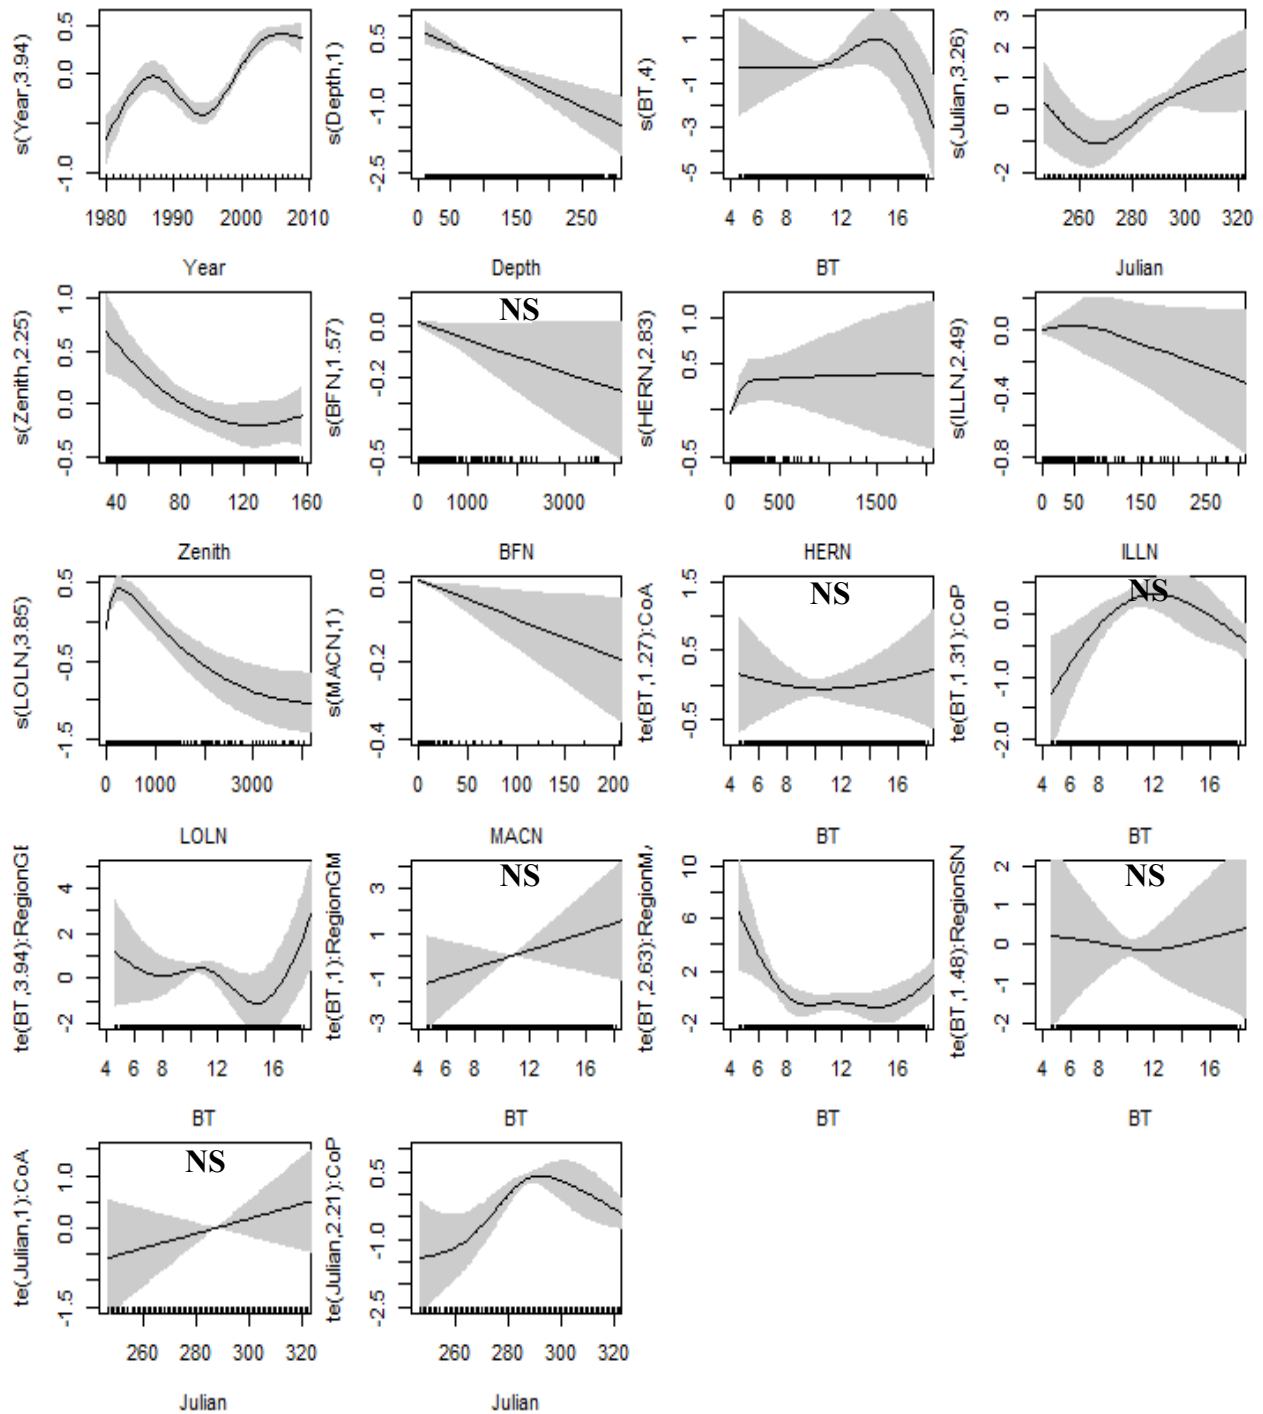 s(Year,3.94)
-1.0 0.0 0.5
1980 1990 2000 2010
Year
s(Depth,1)
-2.5 -1.0 0.5
0 50 150 250
Depth
s(BT,4)
-5 -3 -1 1
4 6 8 12 16
BT
s(Julian,3.26)
-2 0 1 2 3
260 280 300 320
Julian
s(Zenith,2.25)
-0.5 0.0 0.5 1.0
40 80 120 160
Zenith
s(BFN,1.57)
-0.5 -0.2 0.0
NS
0 1000 3000
BFN
s(HERN,2.83)
-0.5 0.5 1.0
0 500 1500
HERN
s(ILLN,2.49)
-0.8 -0.4 0.0
0 50 150 250
ILLN
s(LOLN,3.85)
-1.5 -0.5 0.5
0 1000 3000
LOLN
s(MACN,1)
-0.4 -0.2 0.0
0 50 100 150 200
MACN
te(BT,1.27):CoA
-0.5 0.5 1.5
NS
4 6 8 12 16
BT
te(BT,1.31):CoP
-2.0 -1.0 0.0
NS
4 6 8 12 16
BT
te(BT,3.94):RegionGB
-2 0 2 4
4 6 8 12 16
BT
te(BT,1):RegionGM
-3 -1 1 3
NS
4 6 8 12 16
BT
te(BT,2.63):RegionMA
-2 2 6 10
4 6 8 12 16
BT
te(BT,1.48):RegionSN
-2 -1 0 1 2
NS
4 6 8 12 16
BT
te(Julian,1):CoA
-1.5 0.0 1.0
NS
260 280 300 320
Julian
te(Julian,2.21):CoP
-2.5 -1.0 0.5
260 280 300 320
Julian